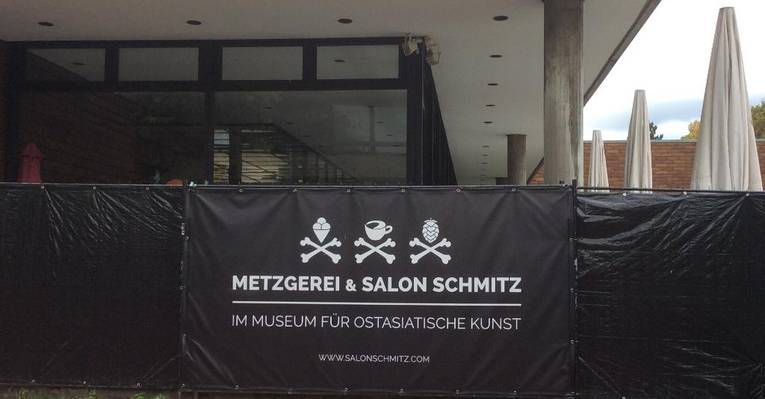 METZGEREI & SALON SCHMITZ
IM MUSEUM FÜR OSTASIATISCHE KUNST
WWW.SALONSCHMITZ.COM